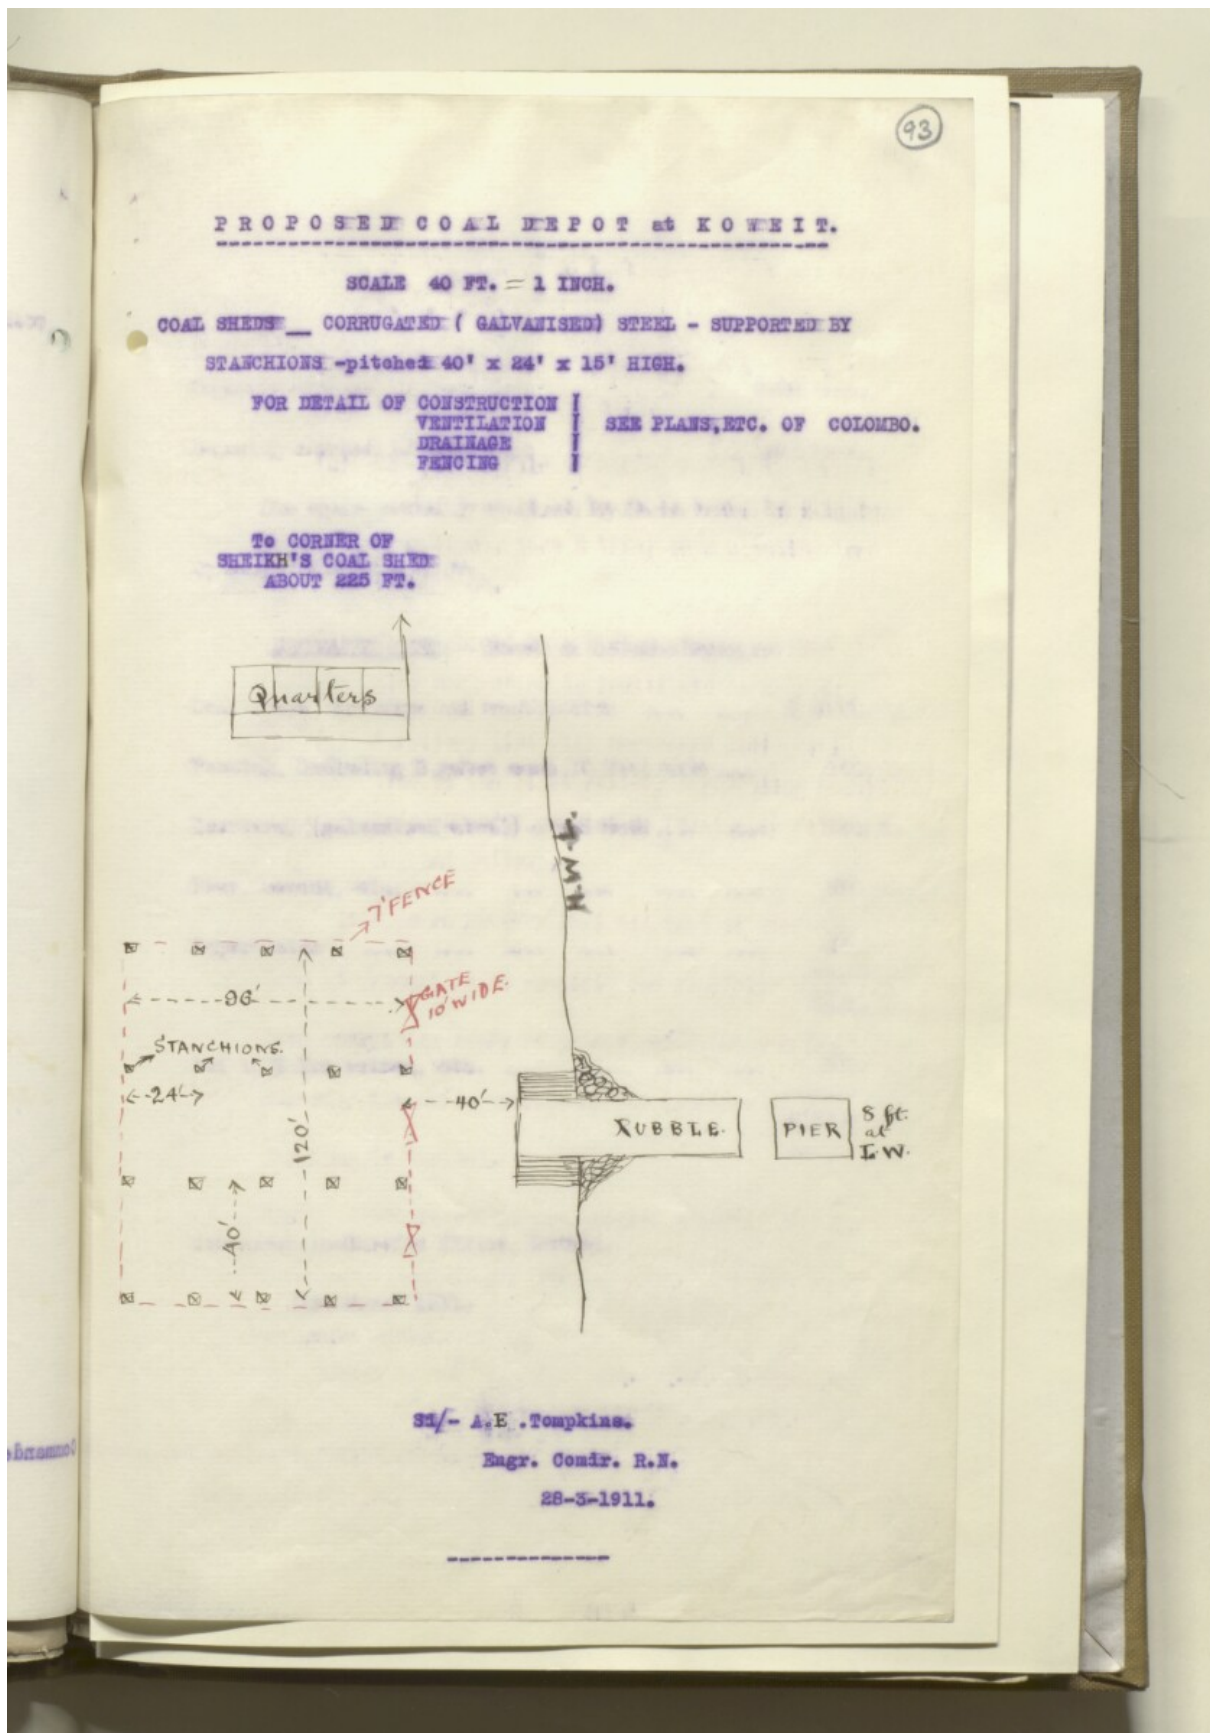 93
PROPOSED COAL DEPOT at KOWEIT.
SCALE 40 FT. = 1 INCH.
COAL SHEDS __ CORRUGATED ( GALVANISED) STEEL - SUPPORTED BY
STANCHIONS -pitched 40' x 24' x 15' HIGH.
FOR DETAIL OF CONSTRUCTION
VENTILATION SEE PLANS,ETC. OF COLOMBO.
DRAINAGE
FENCING
To CORNER OF
SHEIKH'S COAL SHED
ABOUT 225 FT.
Quarters
H.W.L.
7' FENCE
96'
GATE
10' WIDE.
STANCHIONS.
24'
40'
120'
RUBBLE.
PIER
8 ft.
at
L.W.
40'
Sd/- A.E .Tompkins.
Engr. Comdr. R.N.
28-3-1911.